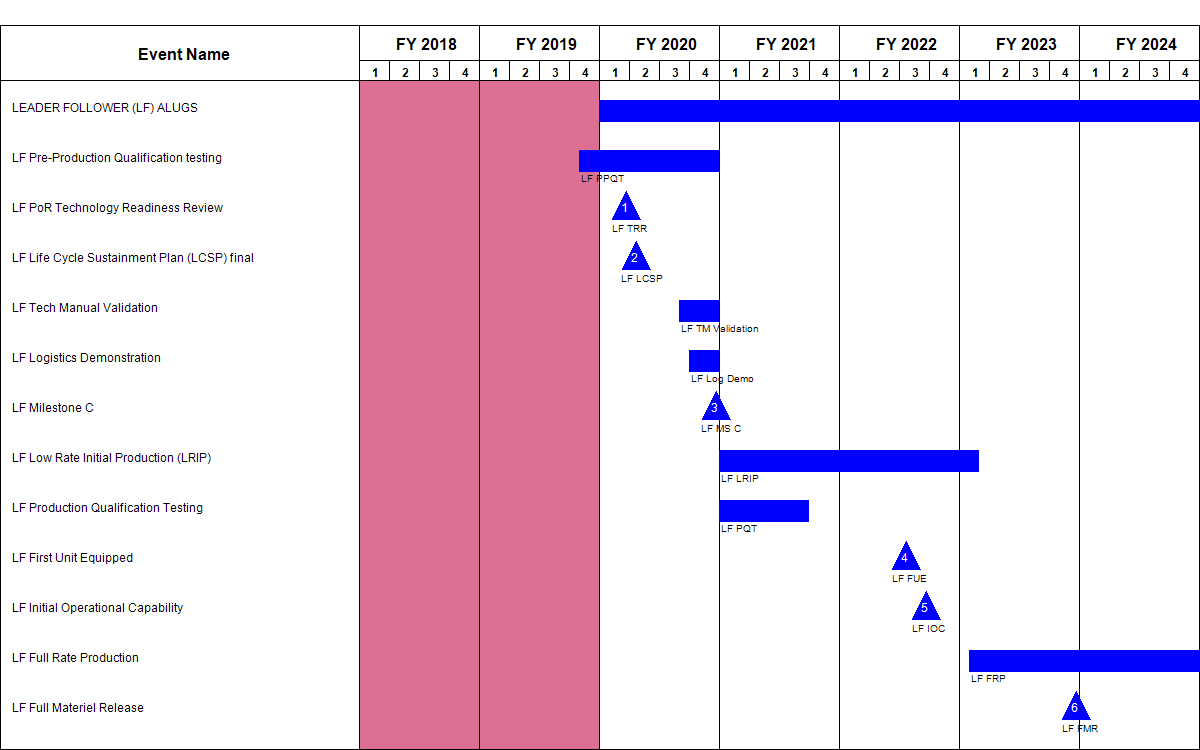 Event Name FY 2018 FY 2019 FY 2020 FY 2021 FY 2022 FY 2023 FY 2024
1 2 3 4 1 2 3 4 1 2 3 4 1 2 3 4 1 2 3 4 1 2 3 4 1 2 3 4
LEADER FOLLOWER (LF) ALUGS
LF Pre-Production Qualification testing
LF PPQT
LF PoR Technology Readiness Review 1
LF TRR
LF Life Cycle Sustainment Plan (LCSP) final 2
LF LCSP
LF Tech Manual Validation
LF TM Validation
LF Logistics Demonstration
LF Log Demo
LF Milestone C 3
LF MS C
LF Low Rate Initial Production (LRIP)
LF LRIP
LF Production Qualification Testing
LF PQT
LF First Unit Equipped 4
LF FUE
LF Initial Operational Capability 5
LF IOC
LF Full Rate Production
LF FRP
LF Full Materiel Release 6
LF FMR